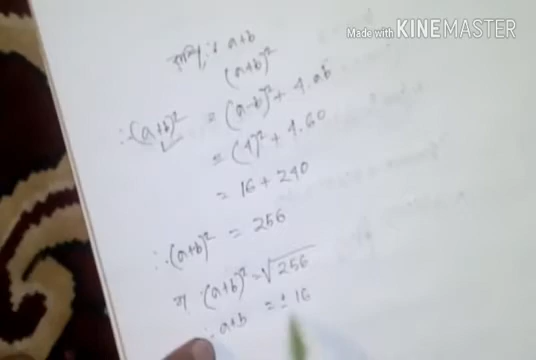 Made with KINEMASTER
রাশি, : a+b
(a+b)²
∴ (a+b)² = (a-b)² + 4.ab
= (4)² + 4.60
= 16 + 240
∴ (a+b)² = 256
বা, (a+b)² = √256
∴ a+b = ± 16